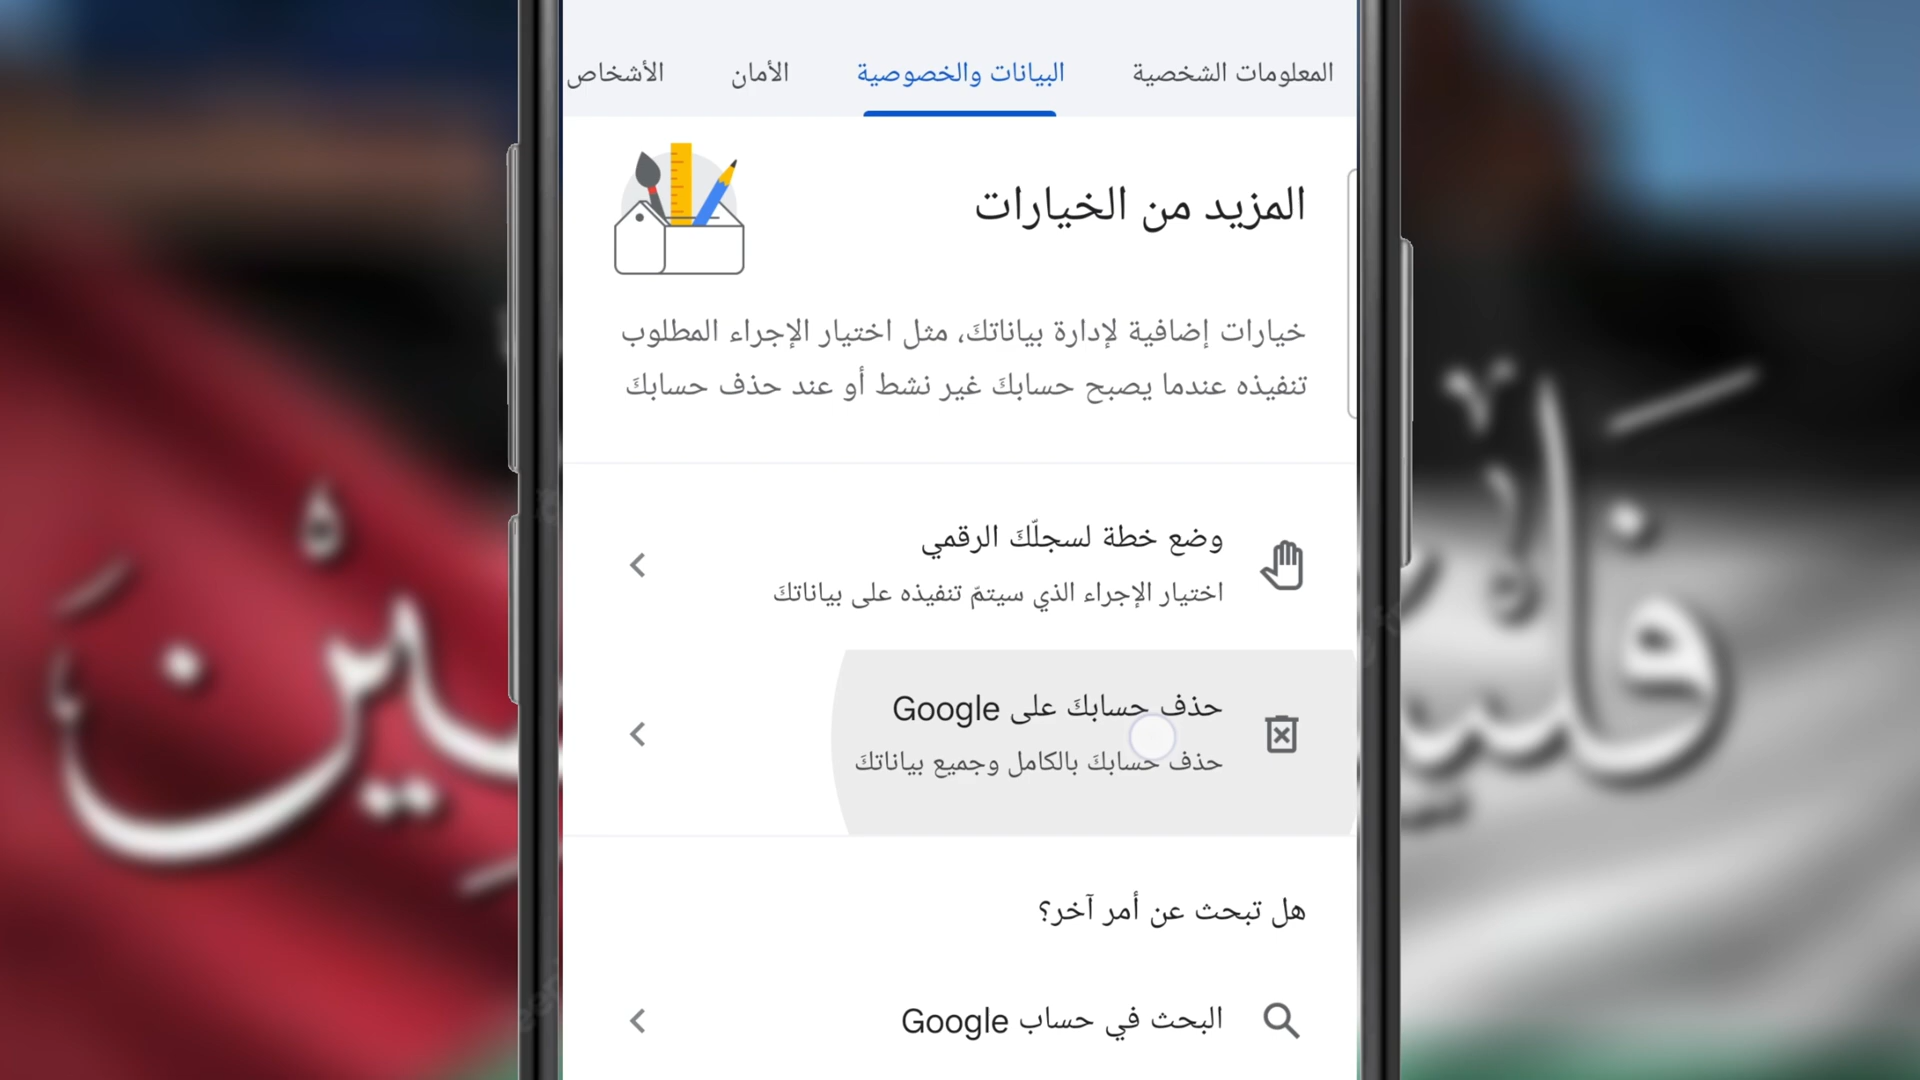 المعلومات الشخصية
البيانات والخصوصية
الأمان
الأشخاص
المزيد من الخيارات
خيارات إضافية لإدارة بياناتكَ، مثل اختيار الإجراء المطلوب
تنفيذه عندما يصبح حسابكَ غير نشط أو عند حذف حسابكَ
وضع خطة لسجلّكَ الرقمي
اختيار الإجراء الذي سيتمّ تنفيذه على بياناتكَ
حذف حسابكَ على Google
حذف حسابكَ بالكامل وجميع بياناتكَ
هل تبحث عن أمر آخر؟
البحث في حساب Google